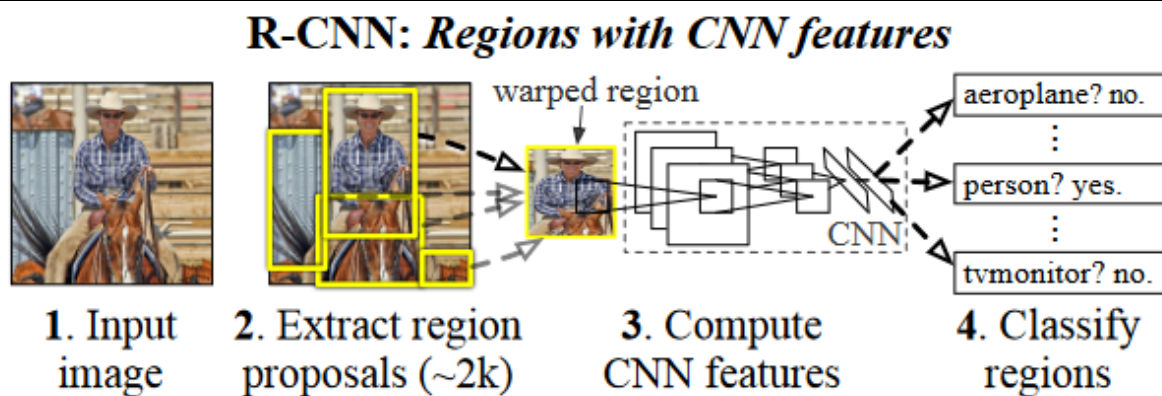 R-CNN: Regions with CNN features
warped region
aeroplane? no.
⋮
person? yes.
⋮
tvmonitor? no.
CNN
1. Input
image
2. Extract region
proposals (~2k)
3. Compute
CNN features
4. Classify
regions